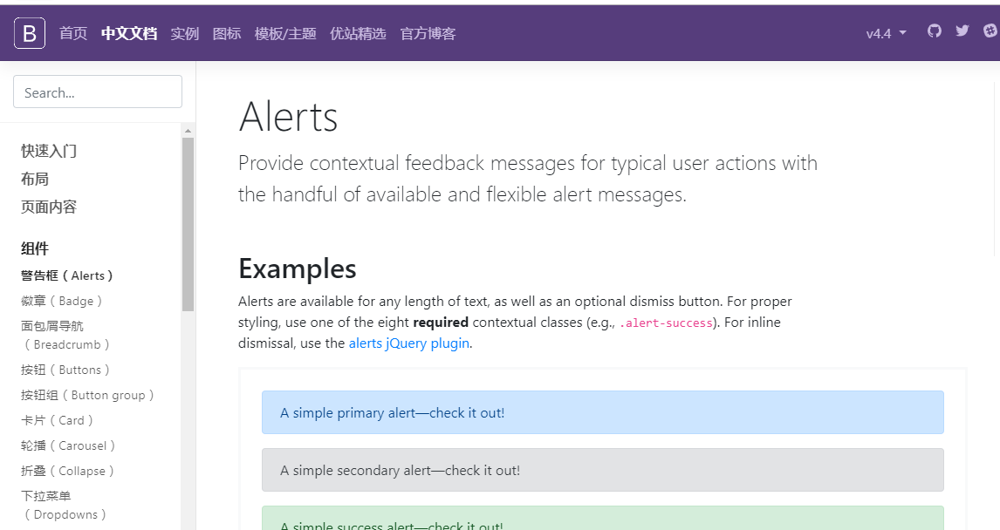 B 首页 中文文档 实例 图标 模板/主题 优站精选 官方博客 v4.4
Search...
快速入门
布局
页面内容
组件
警告框（Alerts）
徽章（Badge）
面包屑导航
（Breadcrumb）
按钮（Buttons）
按钮组（Button group）
卡片（Card）
轮播（Carousel）
折叠（Collapse）
下拉菜单
（Dropdowns）
Alerts
Provide contextual feedback messages for typical user actions with
the handful of available and flexible alert messages.
Examples
Alerts are available for any length of text, as well as an optional dismiss button. For proper
styling, use one of the eight required contextual classes (e.g., .alert-success). For inline
dismissal, use the alerts jQuery plugin.
A simple primary alert—check it out!
A simple secondary alert—check it out!
A simple success alert—check it out!